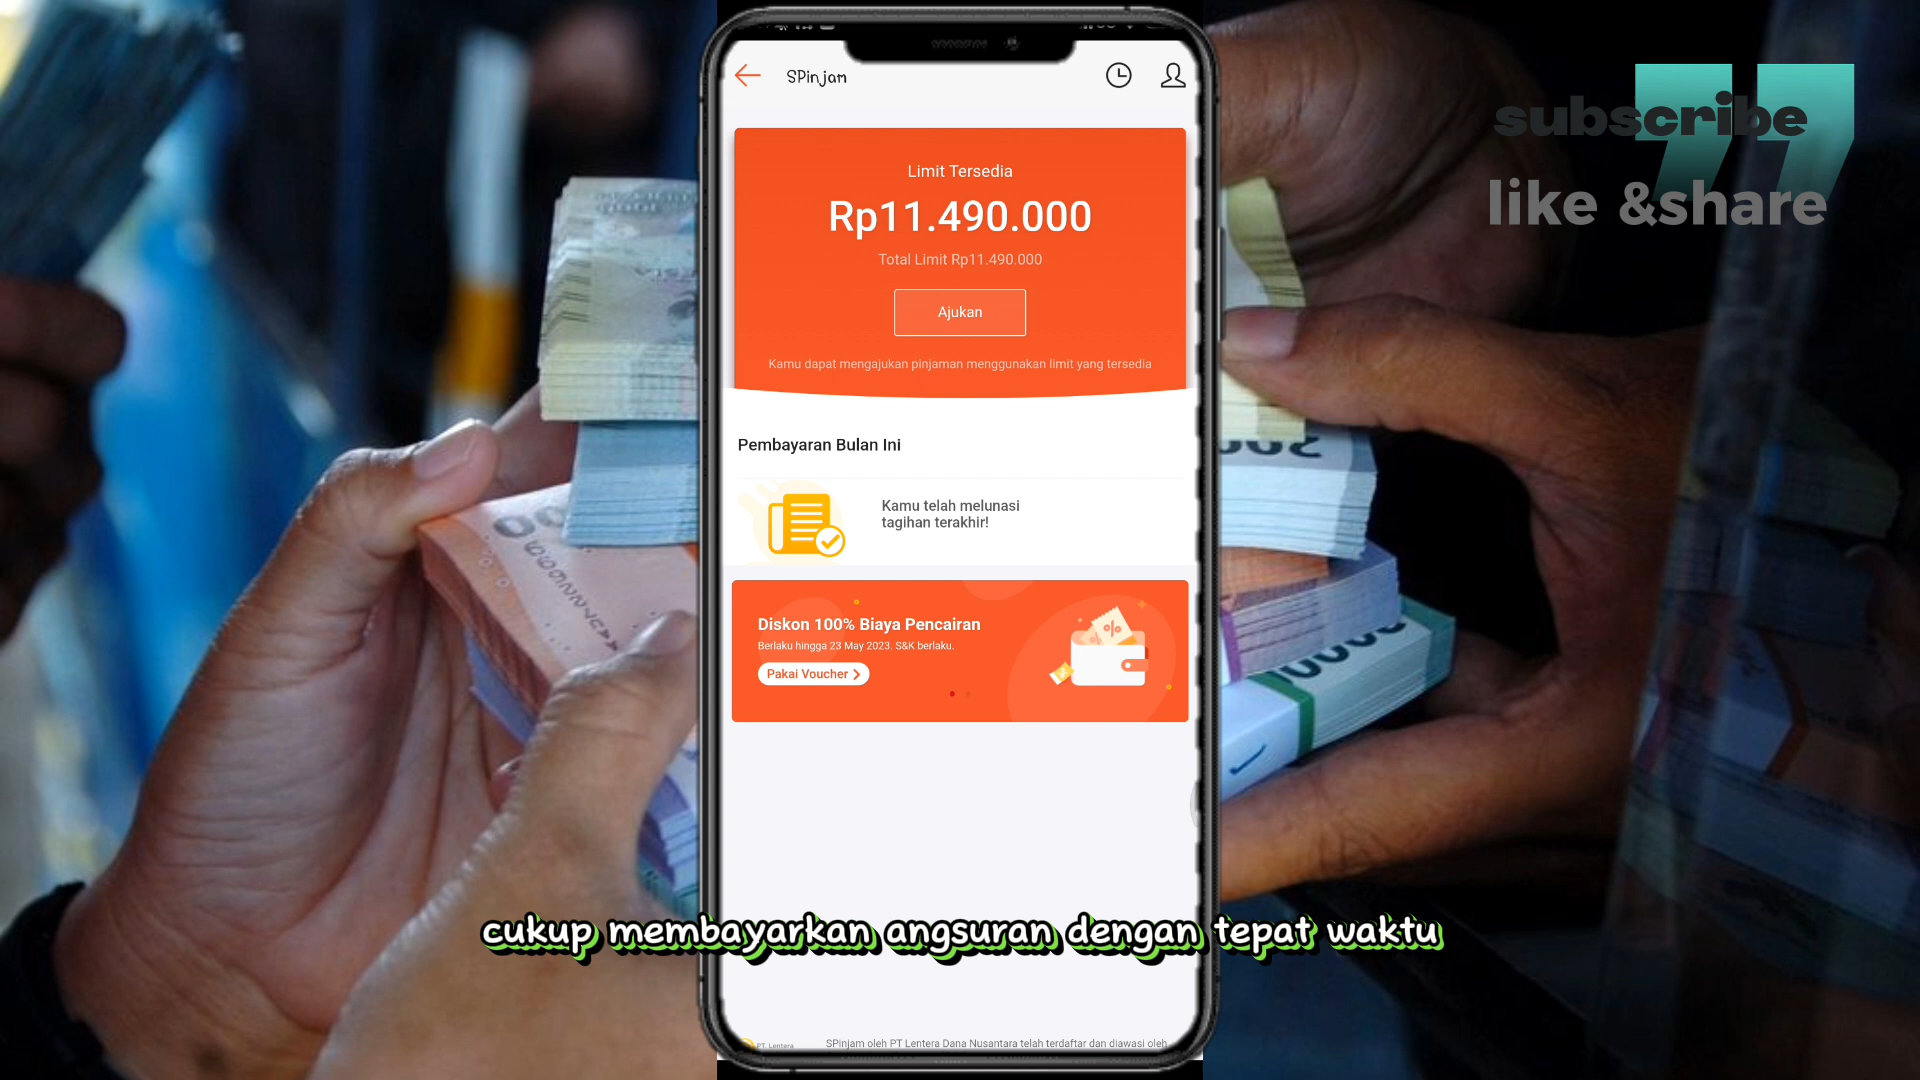 SPinjam
subscribe
like &share
Limit Tersedia
Rp11.490.000
Total Limit Rp11.490.000
Ajukan
Kamu dapat mengajukan pinjaman menggunakan limit yang tersedia
Pembayaran Bulan Ini
Kamu telah melunasi
tagihan terakhir!
Diskon 100% Biaya Pencairan
Berlaku hingga 23 May 2023. S&K berlaku.
Pakai Voucher
cukup membayarkan angsuran dengan tepat waktu
PT. Lentera
SPinjam oleh PT Lentera Dana Nusantara telah terdaftar dan diawasi oleh